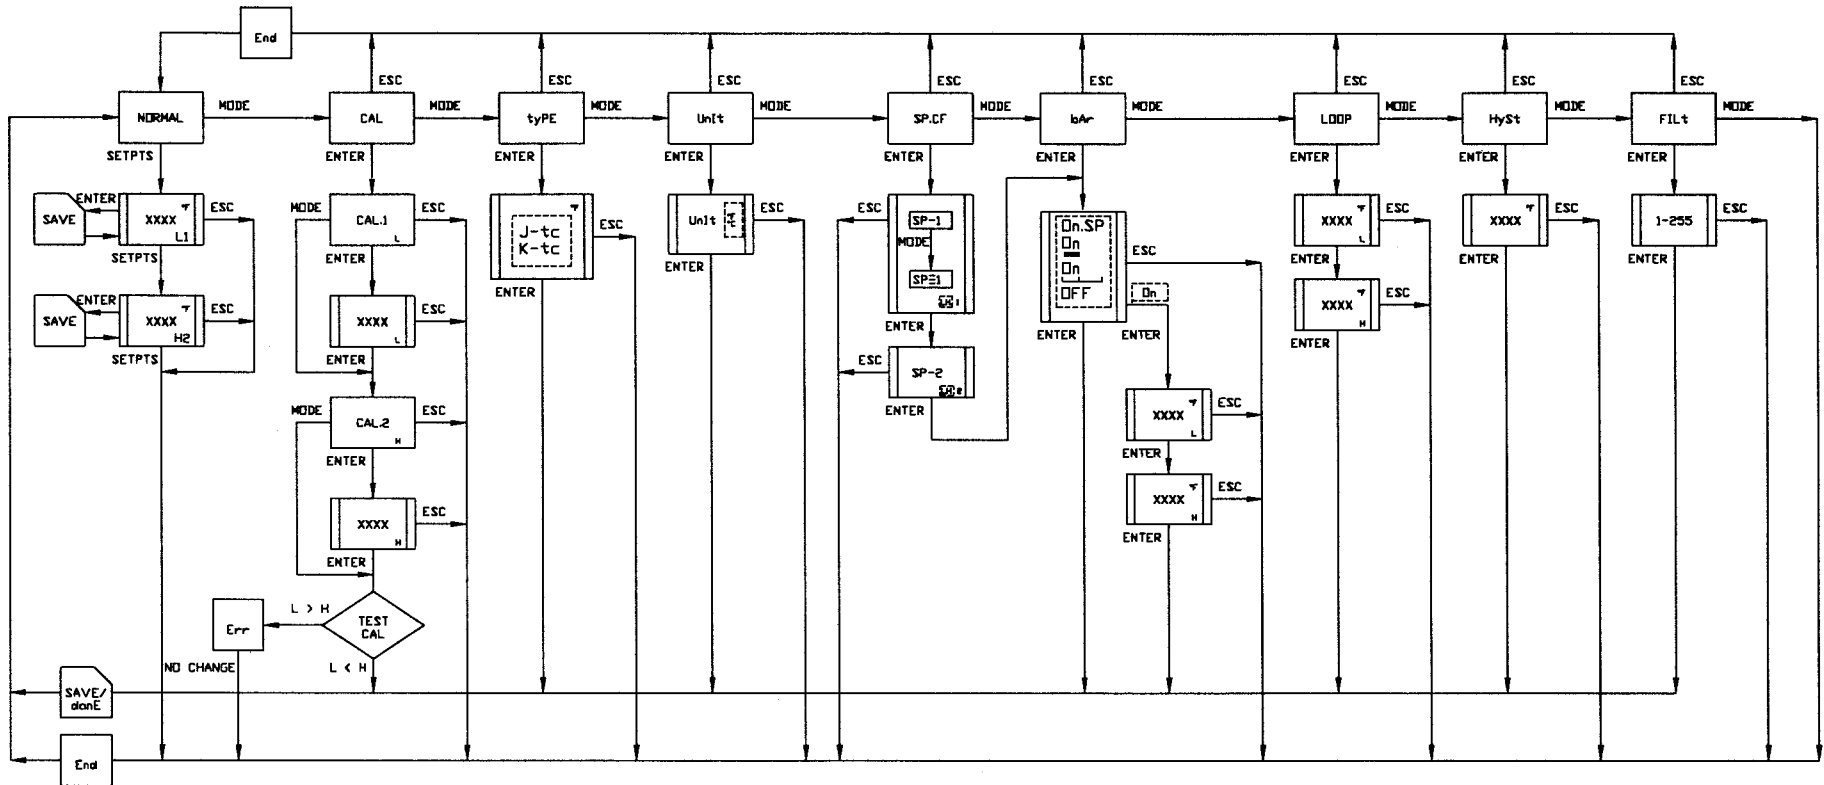 End
ESC ESC ESC ESC ESC ESC ESC ESC
NORMAL MODE CAL MODE tyPE MODE UnIt MODE SP.CF MODE bAr MODE LOOP MODE HySt MODE FILt MODE
SETPTS ENTER ENTER ENTER ENTER ENTER ENTER ENTER ENTER
SAVE ENTER XXXX L1 ESC
SETPTS
SAVE ENTER XXXX H2 ESC
SETPTS
MODE CAL.1 L ESC
ENTER
XXXX L ESC
ENTER
MODE CAL.2 H ESC
ENTER
XXXX H ESC
ENTER
L > H TEST
CAL
Err
NO CHANGE
L < H
J-tc
K-tc
ESC
ENTER
UnIt
ESC
ENTER
ESC SP-1
MODE
1
ENTER
ESC SP-2
2
ENTER
On.SP
On
On
OFF
ESC
On
ENTER ENTER
XXXX L ESC
ENTER
XXXX H ESC
ENTER
XXXX L ESC
ENTER
XXXX H ESC
ENTER
XXXX ESC
ENTER
1-255 ESC
ENTER
SAVE/
donE
End